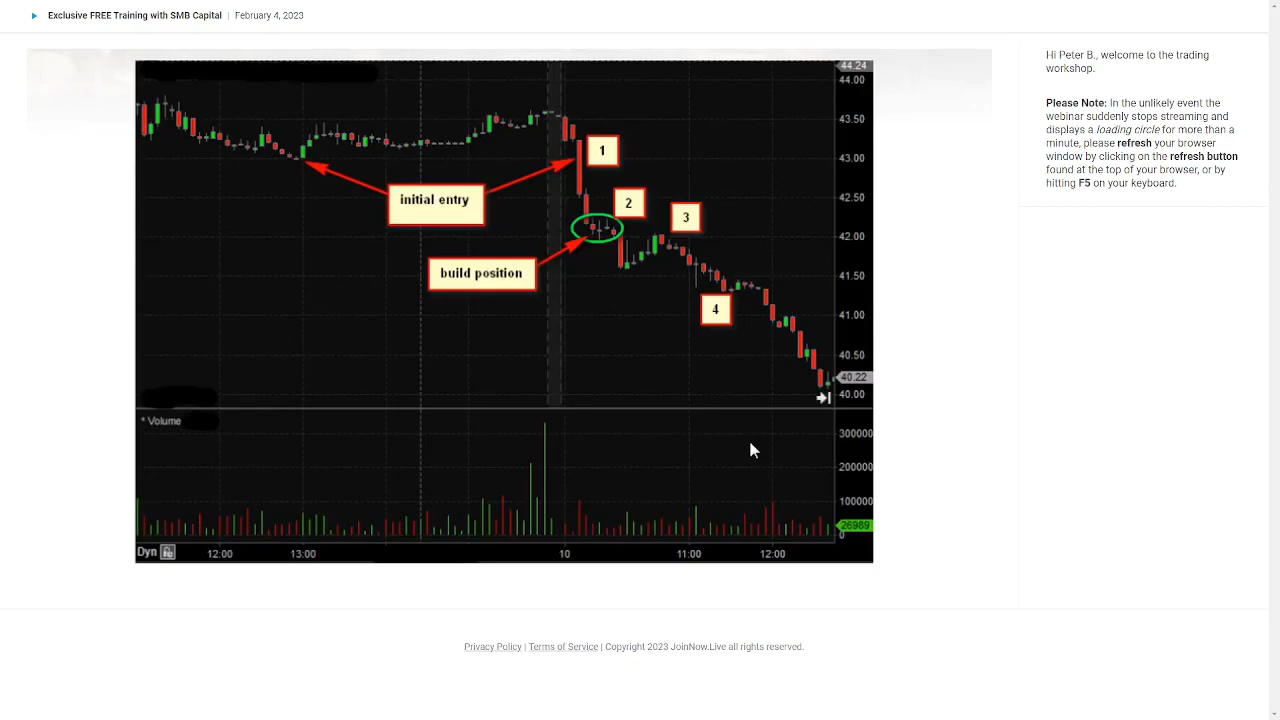 Exclusive FREE Training with SMB Capital | February 4, 2023
Hi Peter B., welcome to the trading
workshop.
Please Note: In the unlikely event the
webinar suddenly stops streaming and
displays a loading circle for more than a
minute, please refresh your browser
window by clicking on the refresh button
found at the top of your browser, or by
hitting F5 on your keyboard.
44.24
44.00
43.50
43.00
42.50
42.00
41.50
41.00
40.50
40.22
40.00
1
initial entry
2
3
build position
4
* Volume
300000
200000
100000
26989
0
Dyn
12:00 13:00 10 11:00 12:00
Privacy Policy | Terms of Service | Copyright 2023 JoinNow.Live all rights reserved.